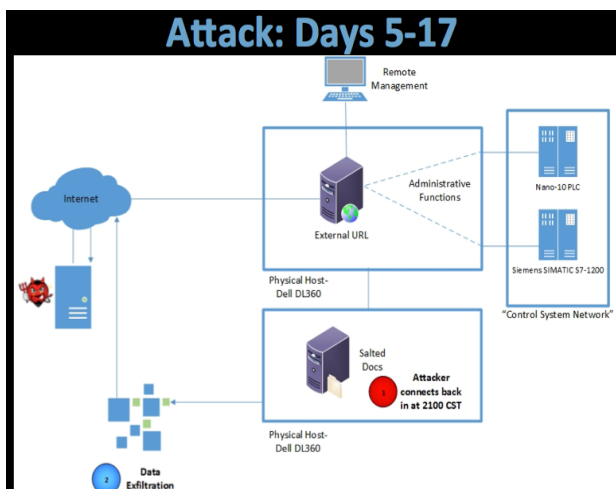 Attack: Days 5-17
Remote
Management
Internet
External URL
Administrative
Functions
Nano-10 PLC
Siemens SIMATIC S7-1200
"Control System Network"
Physical Host-
Dell DL360
Salted
Docs
1
Attacker
connects back
in at 2100 CST
Physical Host-
Dell DL360
2
Data
Exfiltration